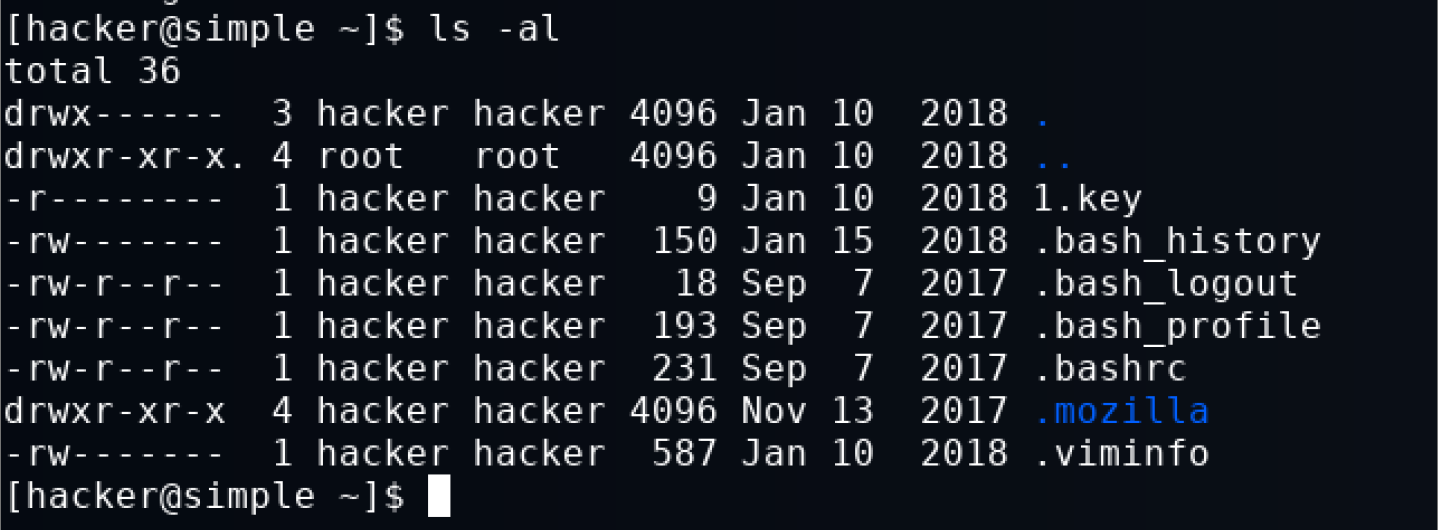 [hacker@simple ~]$ ls -al
total 36
drwx------  3 hacker hacker 4096 Jan 10  2018 .
drwxr-xr-x. 4 root   root   4096 Jan 10  2018 ..
-r--------  1 hacker hacker    9 Jan 10  2018 1.key
-rw-------  1 hacker hacker  150 Jan 15  2018 .bash_history
-rw-r--r--  1 hacker hacker   18 Sep  7  2017 .bash_logout
-rw-r--r--  1 hacker hacker  193 Sep  7  2017 .bash_profile
-rw-r--r--  1 hacker hacker  231 Sep  7  2017 .bashrc
drwxr-xr-x  4 hacker hacker 4096 Nov 13  2017 .mozilla
-rw-------  1 hacker hacker  587 Jan 10  2018 .viminfo
[hacker@simple ~]$